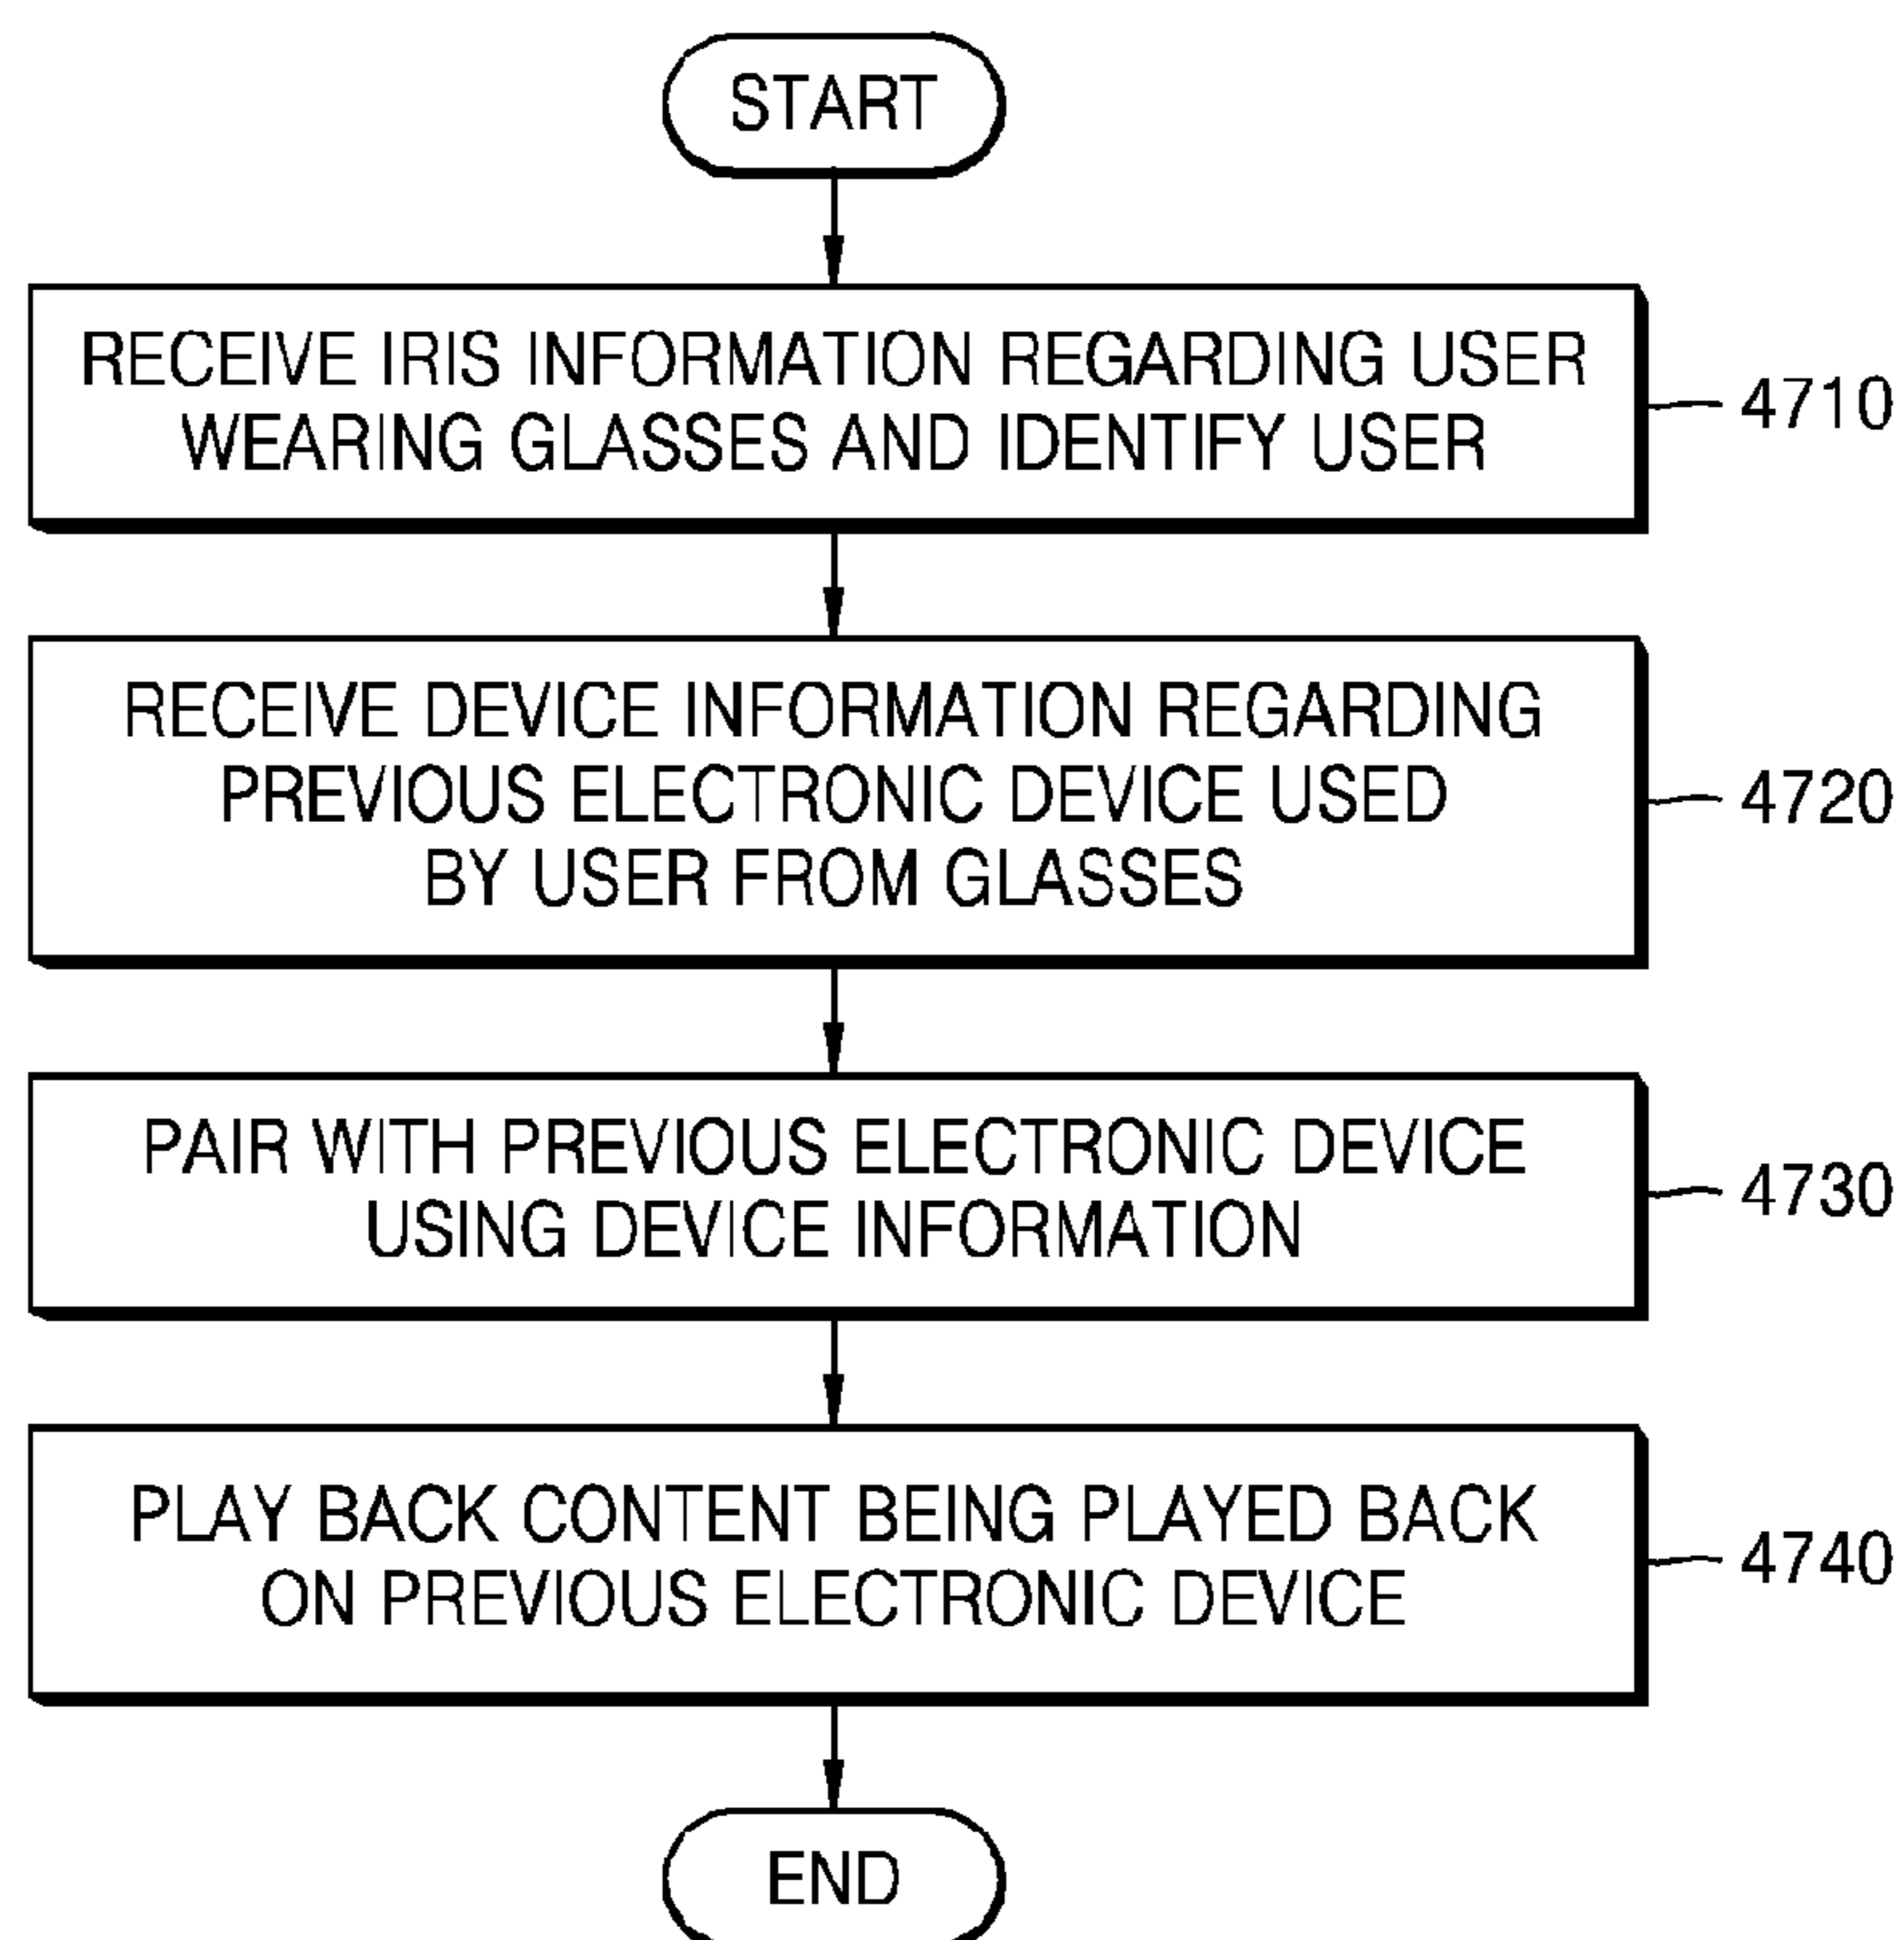 START
RECEIVE IRIS INFORMATION REGARDING USER
WEARING GLASSES AND IDENTIFY USER
4710
RECEIVE DEVICE INFORMATION REGARDING
PREVIOUS ELECTRONIC DEVICE USED
BY USER FROM GLASSES
4720
PAIR WITH PREVIOUS ELECTRONIC DEVICE
USING DEVICE INFORMATION
4730
PLAY BACK CONTENT BEING PLAYED BACK
ON PREVIOUS ELECTRONIC DEVICE
4740
END